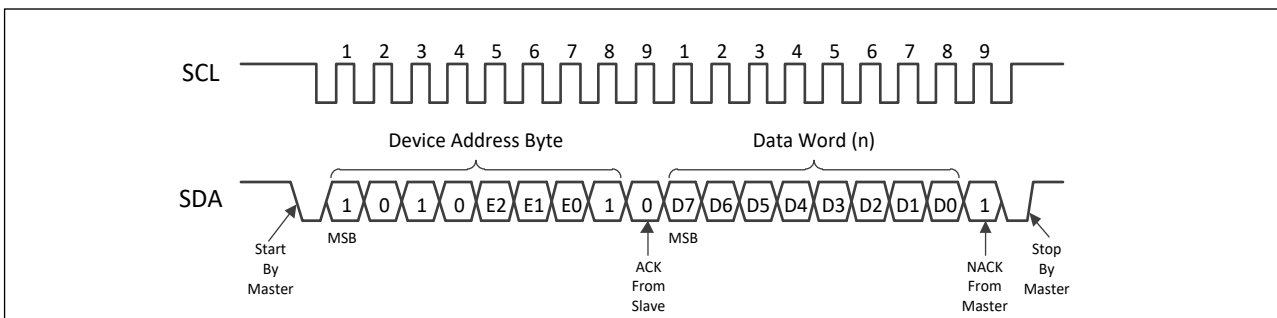 1 2 3 4 5 6 7 8 9 1 2 3 4 5 6 7 8 9
SCL
Device Address Byte
Data Word (n)
SDA
1 0 1 0 E2 E1 E0 1 0 D7 D6 D5 D4 D3 D2 D1 D0 1
MSB
MSB
Start
By
Master
ACK
From
Slave
NACK
From
Master
Stop
By
Master